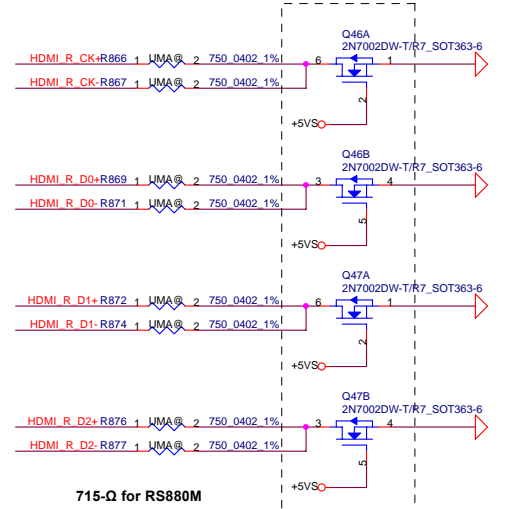 Q46A
2N7002DW-T/R7_SOT363-6
HDMI_R_CK+ R866 1 UMA@ 2 750_0402_1% 6 1
HDMI_R_CK- R867 1 UMA@ 2 750_0402_1%
2
+5VS
Q46B
2N7002DW-T/R7_SOT363-6
HDMI_R_D0+ R869 1 UMA@ 2 750_0402_1% 3 4
HDMI_R_D0- R871 1 UMA@ 2 750_0402_1%
5
+5VS
Q47A
2N7002DW-T/R7_SOT363-6
HDMI_R_D1+ R872 1 UMA@ 2 750_0402_1% 6 1
HDMI_R_D1- R874 1 UMA@ 2 750_0402_1%
2
+5VS
Q47B
2N7002DW-T/R7_SOT363-6
HDMI_R_D2+ R876 1 UMA@ 2 750_0402_1% 3 4
HDMI_R_D2- R877 1 UMA@ 2 750_0402_1%
5
+5VS
715-Ω for RS880M